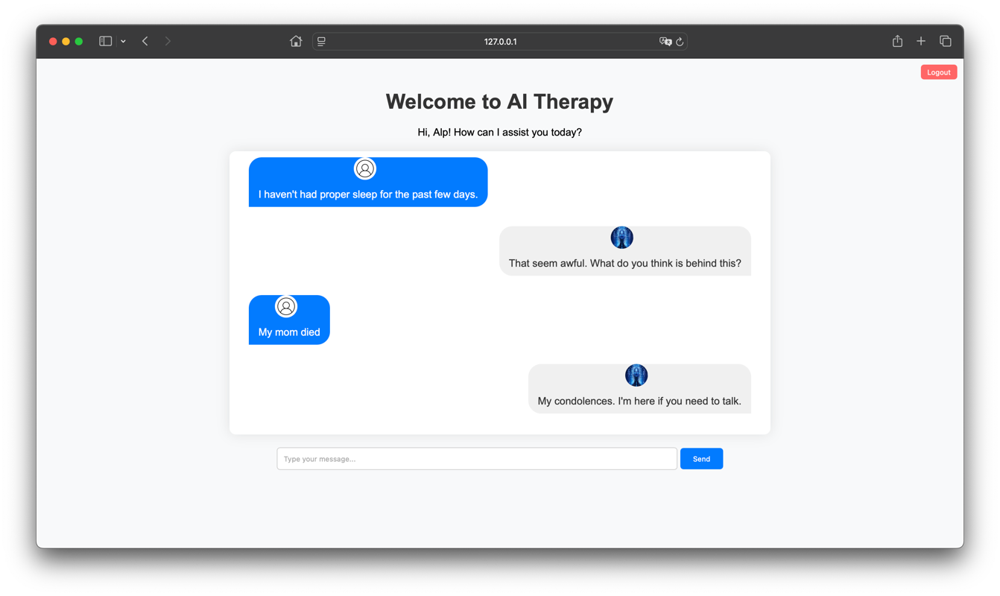 127.0.0.1
Logout
Welcome to AI Therapy
Hi, Alp! How can I assist you today?
I haven't had proper sleep for the past few days.
That seem awful. What do you think is behind this?
My mom died
My condolences. I'm here if you need to talk.
Type your message...
Send